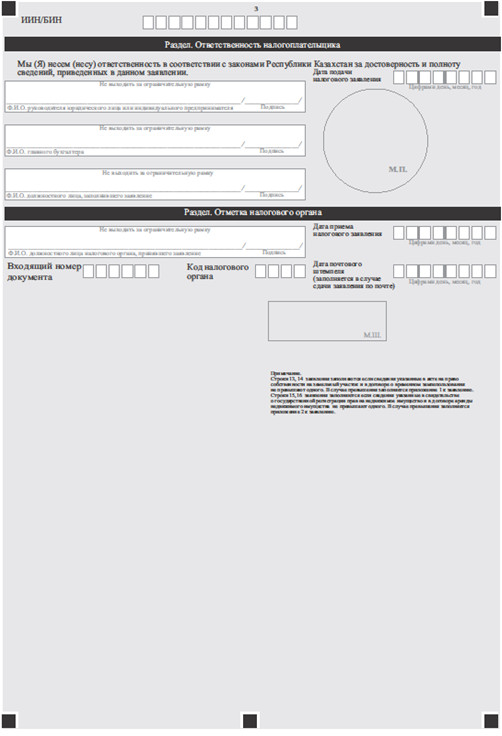 3
ИИН/БИН
Раздел. Ответственность налогоплательщика
Мы (Я) несем (несу) ответственность в соответствии с законами Республики Казахстан за достоверность и полноту
сведений, приведенных в данном заявлении.
Дата подачи
налогового заявления
Цифрами день, месяц, год
Не выходить за ограничительную рамку
/ /
Ф.И.О. руководителя юридического лица или индивидуального предпринимателя Подпись
Не выходить за ограничительную рамку
/ /
Ф.И.О. главного бухгалтера Подпись
М.П.
Не выходить за ограничительную рамку
/ /
Ф.И.О. должностного лица, заполнившего заявление Подпись
Раздел. Отметка налогового органа
Не выходить за ограничительную рамку
/ /
Ф.И.О. должностного лица налогового органа, принявшего заявление Подпись
Дата приема
налогового заявления
Цифрами день, месяц, год
Входящий номер
документа
Код налогового
органа
Дата почтового
штемпеля
(заполняется в случае
сдачи заявления по почте)
Цифрами день, месяц, год
М.Ш.
Примечание.
Строки 13, 14 заявления заполняются если сведения указанные в акте на право
собственности на земельный участок и в договоре о временном землепользовании
не превышают одного. В случае превышения заполняется приложение 1 к заявлению.
Строки 15, 16 заявления заполняются если сведения указанные в свидетельстве
о государственной регистрации прав на недвижимое имущество и в договоре аренды
недвижимого имущества не превышают одного. В случае превышения заполняется
приложение 2 к заявлению.